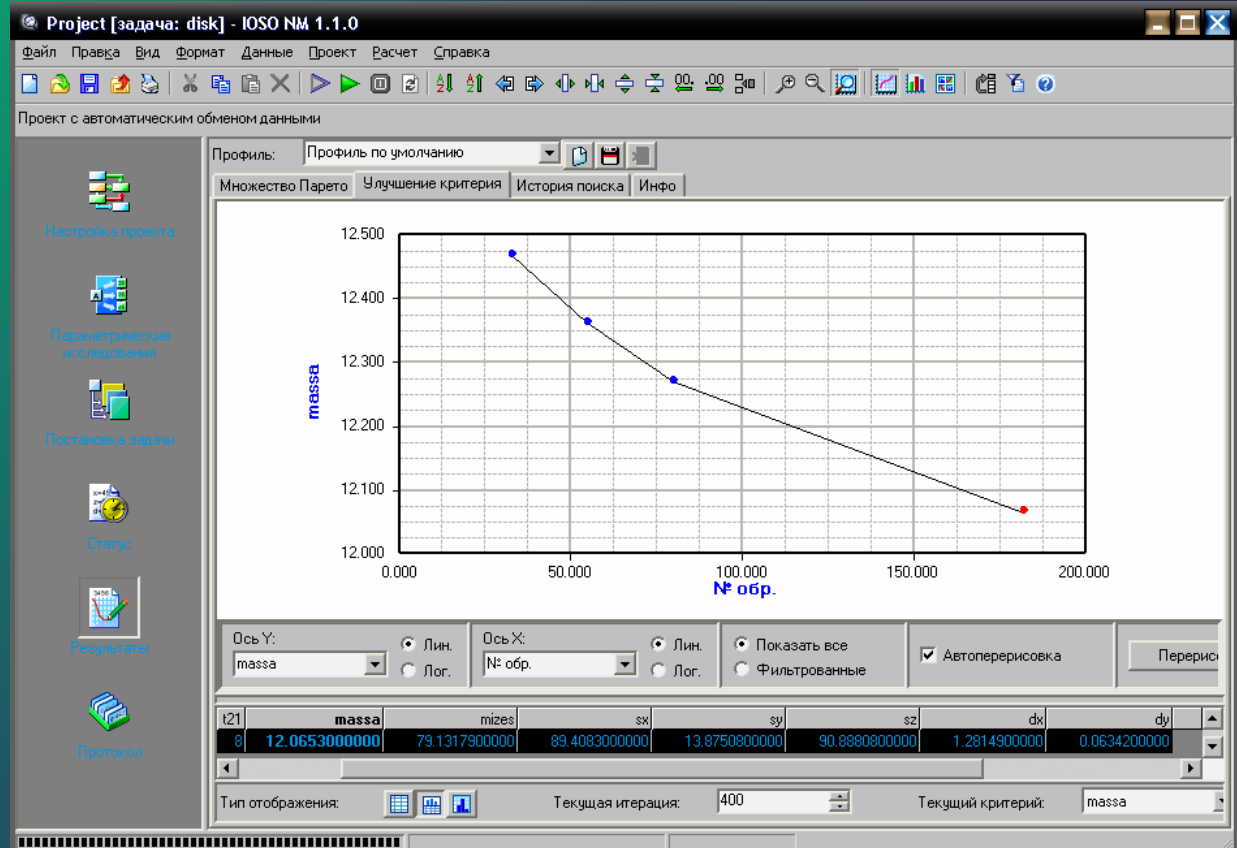 Project [задача: disk] - IOSO NM 1.1.0
Файл Правка Вид Формат Данные Проект Расчет Справка
Проект с автоматическим обменом данными
Профиль: Профиль по умолчанию
Множество Парето Улучшение критерия История поиска Инфо
Настройка проекта
Параметрические
исследования
Постановка задачи
Статус
Результаты
Протокол
massa
12.500
12.400
12.300
12.200
12.100
12.000
0.000 50.000 100.000 150.000 200.000
№ обр.
Ось Y: Лин. Ось X: Лин. Показать все Автоперерисовка
massa Лог. № обр. Лог. Фильтрованные
t21 massa mizes sx sy sz dx dy
8 12.0653000000 79.1317900000 89.4083000000 13.8750800000 90.8880800000 1.2814900000 0.0634200000
Тип отображения: Текущая итерация: 400 Текущий критерий: massa